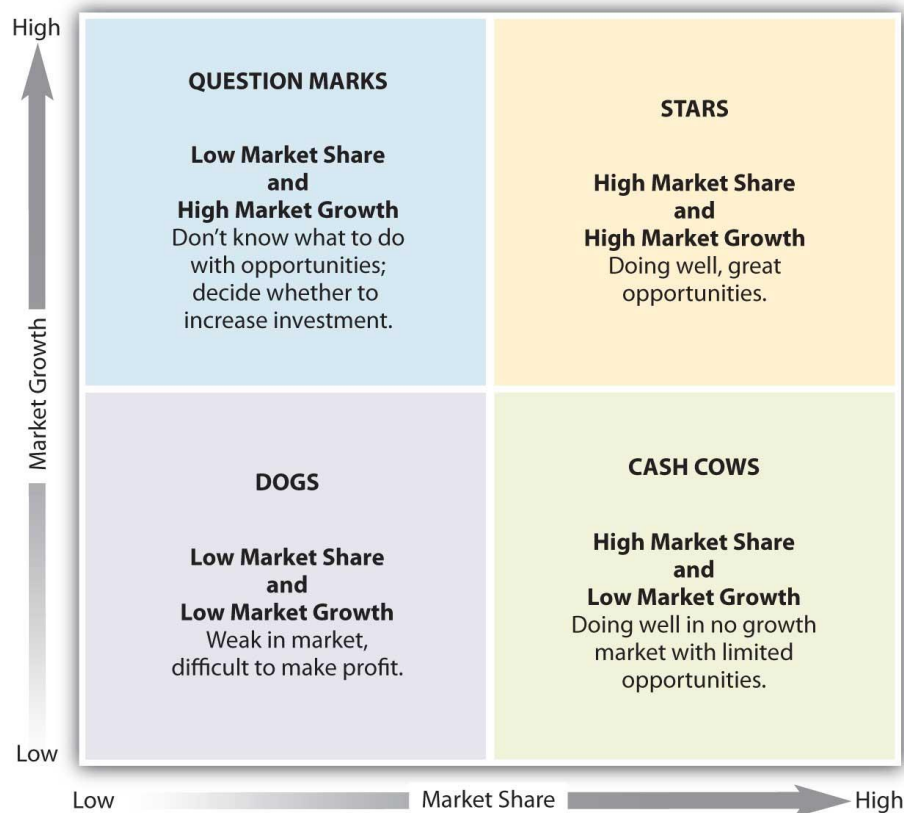 High
Market Growth
Low
QUESTION MARKS
Low Market Share
and
High Market Growth
Don’t know what to do
with opportunities;
decide whether to
increase investment.
STARS
High Market Share
and
High Market Growth
Doing well, great
opportunities.
DOGS
Low Market Share
and
Low Market Growth
Weak in market,
difficult to make profit.
CASH COWS
High Market Share
and
Low Market Growth
Doing well in no growth
market with limited
opportunities.
Low
Market Share
High